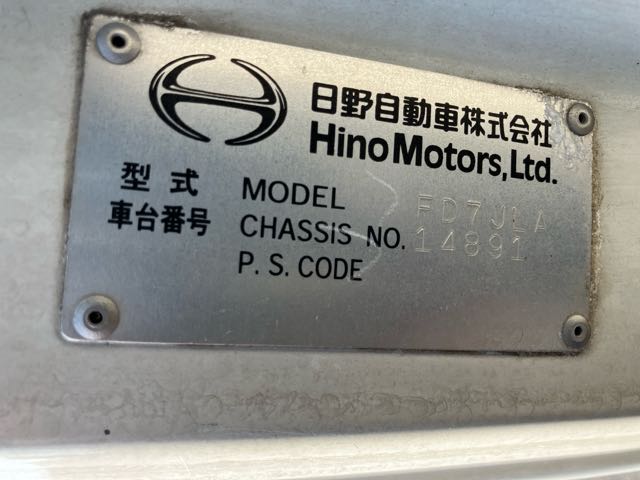 日野自動車株式会社
Hino Motors, Ltd.
型式 MODEL FD7JLA
車台番号 CHASSIS NO. 14891
P. S. CODE